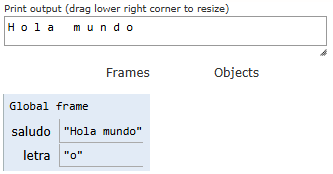 Print output (drag lower right corner to resize)
H o l a   m u n d o
Frames Objects
Global frame
saludo "Hola mundo"
letra "o"